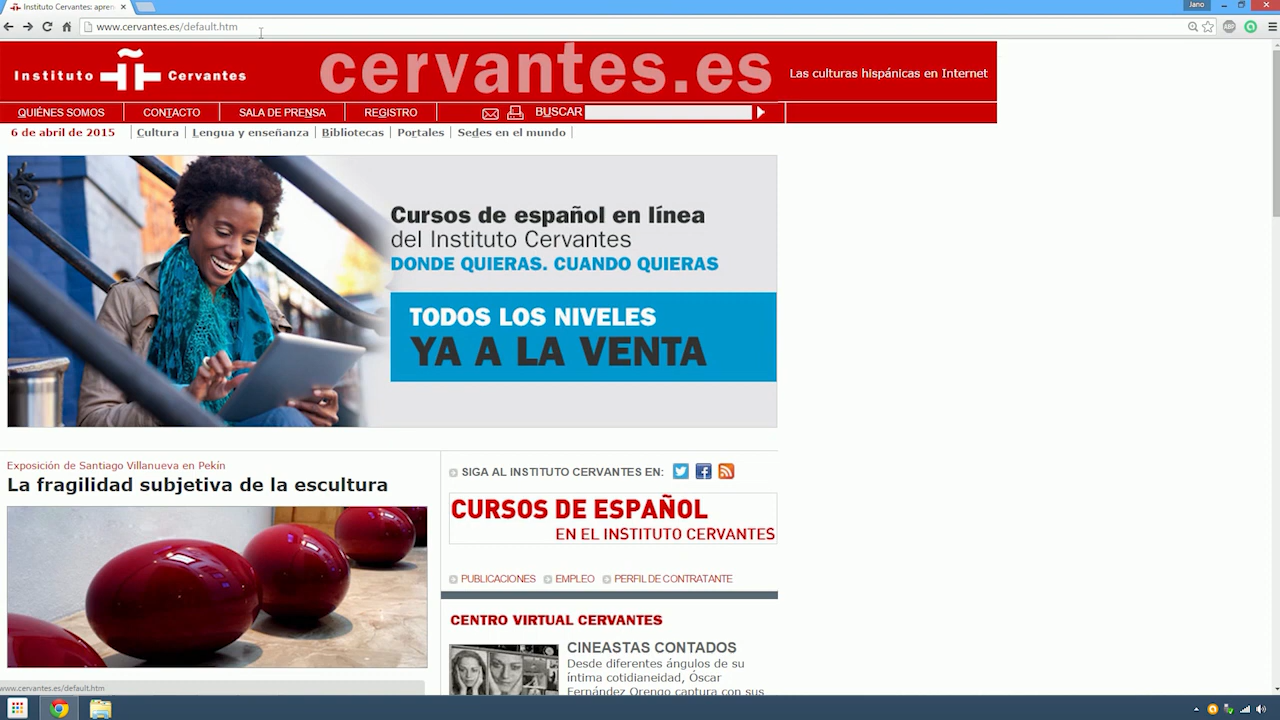 Instituto Cervantes: apren
Jano
www.cervantes.es/default.htm
ABP
Instituto Cervantes
cervantes.es
Las culturas hispánicas en Internet
QUIÉNES SOMOS
CONTACTO
SALA DE PRENSA
REGISTRO
BUSCAR
6 de abril de 2015
Cultura
Lengua y enseñanza
Bibliotecas
Portales
Sedes en el mundo
Cursos de español en línea
del Instituto Cervantes
DONDE QUIERAS. CUANDO QUIERAS
TODOS LOS NIVELES
YA A LA VENTA
Exposición de Santiago Villanueva en Pekín
La fragilidad subjetiva de la escultura
SIGA AL INSTITUTO CERVANTES EN:
CURSOS DE ESPAÑOL
EN EL INSTITUTO CERVANTES
PUBLICACIONES
EMPLEO
PERFIL DE CONTRATANTE
CENTRO VIRTUAL CERVANTES
CINEASTAS CONTADOS
Desde diferentes ángulos de su
íntima cotidianeidad, Óscar
Fernández Orengo captura con sus
www.cervantes.es/default.htm